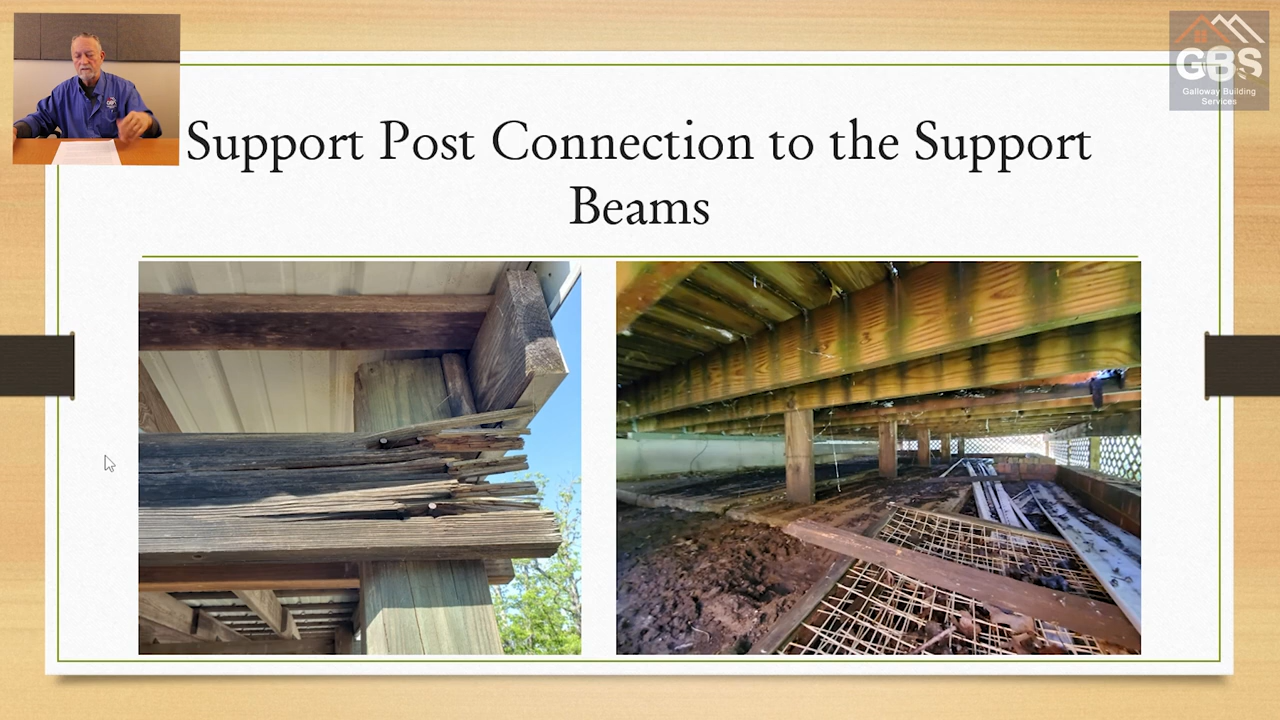 GBS
Galloway Building
Services
Support Post Connection to the Support
Beams